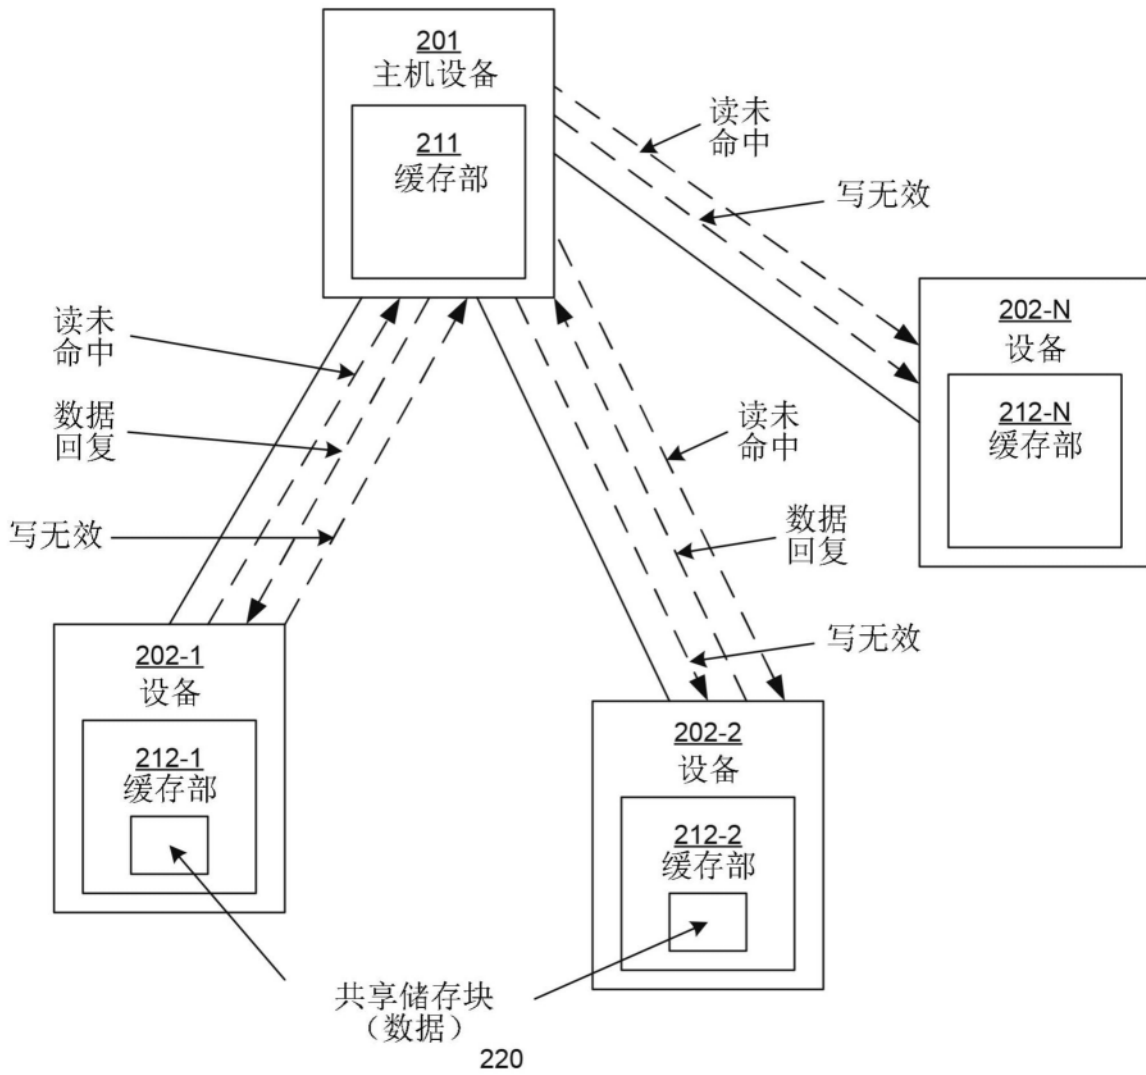 201
主机设备
211
缓存部
读未
命中
写无效
202-N
设备
212-N
缓存部
读未
命中
数据
回复
写无效
读未
命中
数据
回复
写无效
202-1
设备
212-1
缓存部
202-2
设备
212-2
缓存部
共享储存块
（数据）
220